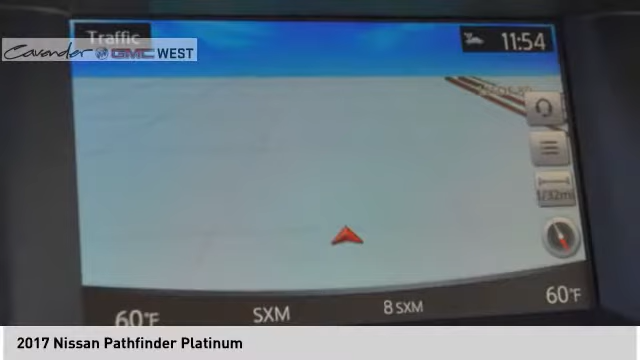 Traffic
11:54
Cavender GMC WEST
1/32mi
60°F SXM 8 SXM 60°F
2017 Nissan Pathfinder Platinum